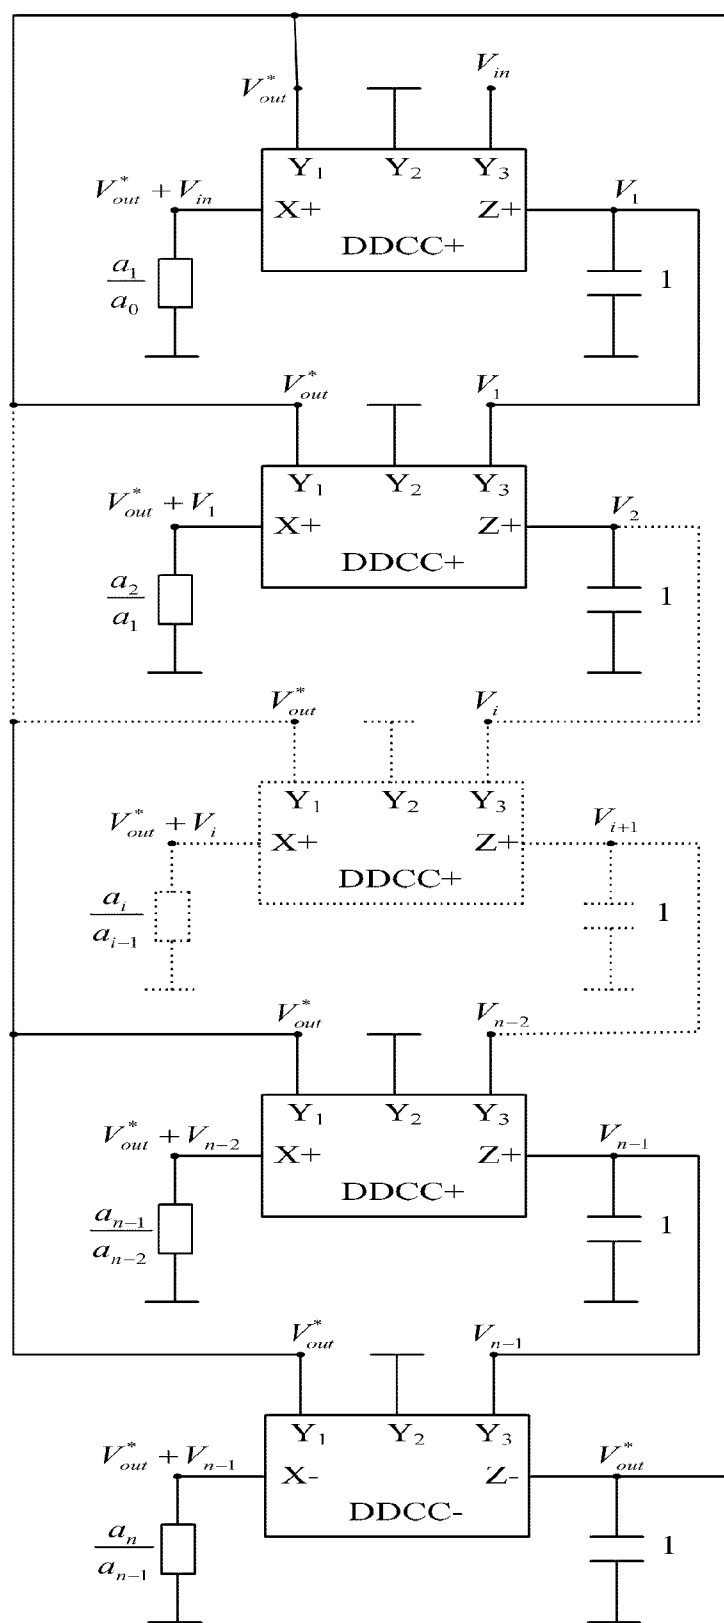 V*out Vin
Y1 Y2 Y3
V*out + Vin X+ Z+ V1
DDCC+
a1/a0 1
V*out V1
Y1 Y2 Y3
V*out + V1 X+ Z+ V2
DDCC+
a2/a1 1
V*out Vi
Y1 Y2 Y3
V*out + Vi X+ Z+ Vi+1
DDCC+
ai/ai−1 1
V*out Vn−2
Y1 Y2 Y3
V*out + Vn−2 X+ Z+ Vn−1
DDCC+
an−1/an−2 1
V*out Vn−1
Y1 Y2 Y3
V*out + Vn−1 X- Z- V*out
DDCC-
an/an−1 1